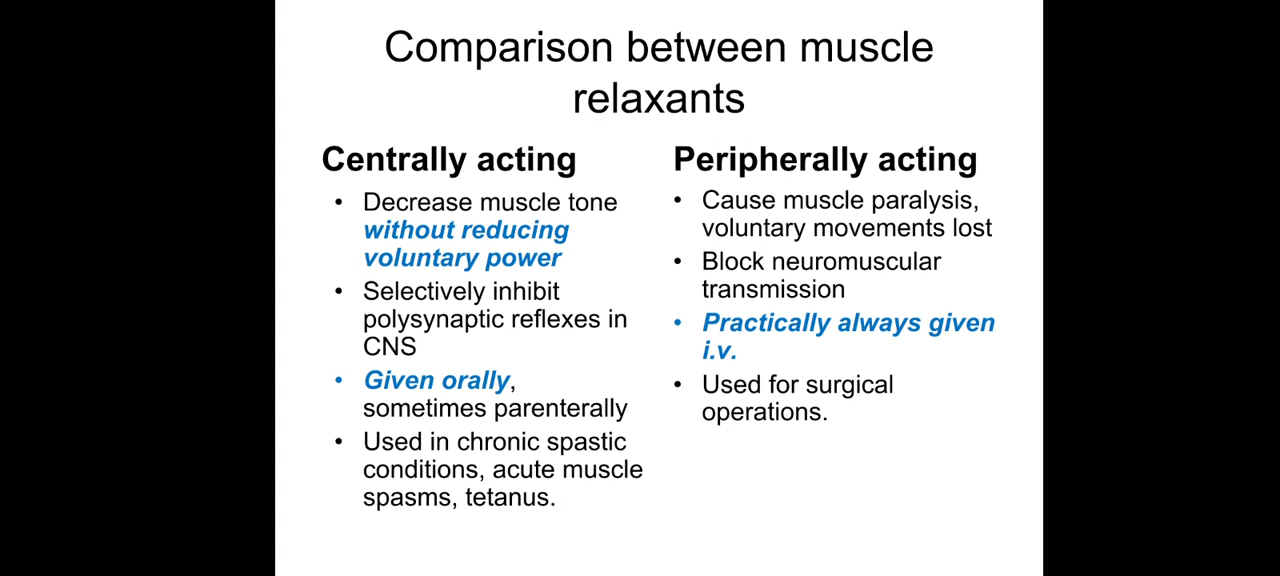 Comparison between muscle
relaxants
Centrally acting
• Decrease muscle tone
without reducing
voluntary power
• Selectively inhibit
polysynaptic reflexes in
CNS
• Given orally,
sometimes parenterally
• Used in chronic spastic
conditions, acute muscle
spasms, tetanus.
Peripherally acting
• Cause muscle paralysis,
voluntary movements lost
• Block neuromuscular
transmission
• Practically always given
i.v.
• Used for surgical
operations.